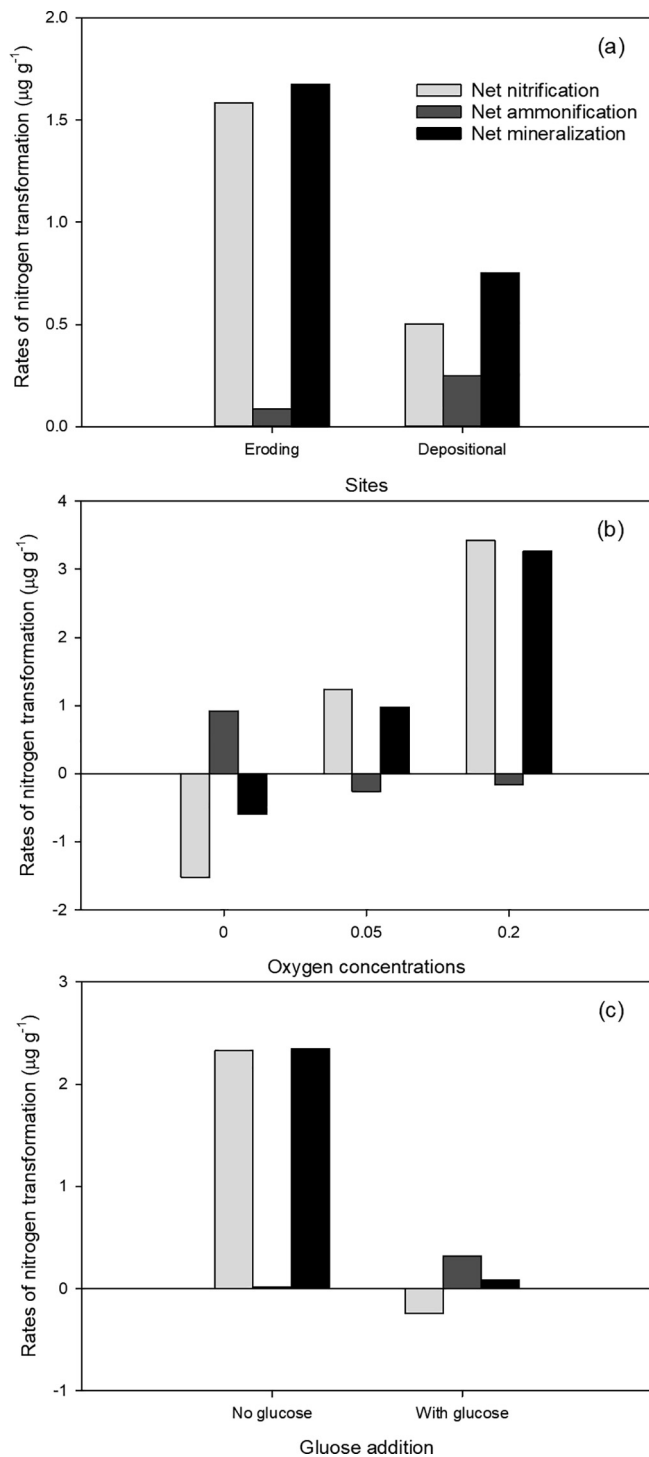 2.0
(a)
Net nitrification
Net ammonification
Net mineralization
1.5
1.0
0.5
0.0
Rates of nitrogen transformation (μg g⁻¹)
Eroding Depositional
Sites
4
(b)
3
2
1
0
-1
-2
Rates of nitrogen transformation (μg g⁻¹)
0 0.05 0.2
Oxygen concentrations
3
(c)
2
1
0
-1
Rates of nitrogen transformation (μg g⁻¹)
No glucose With glucose
Gluose addition